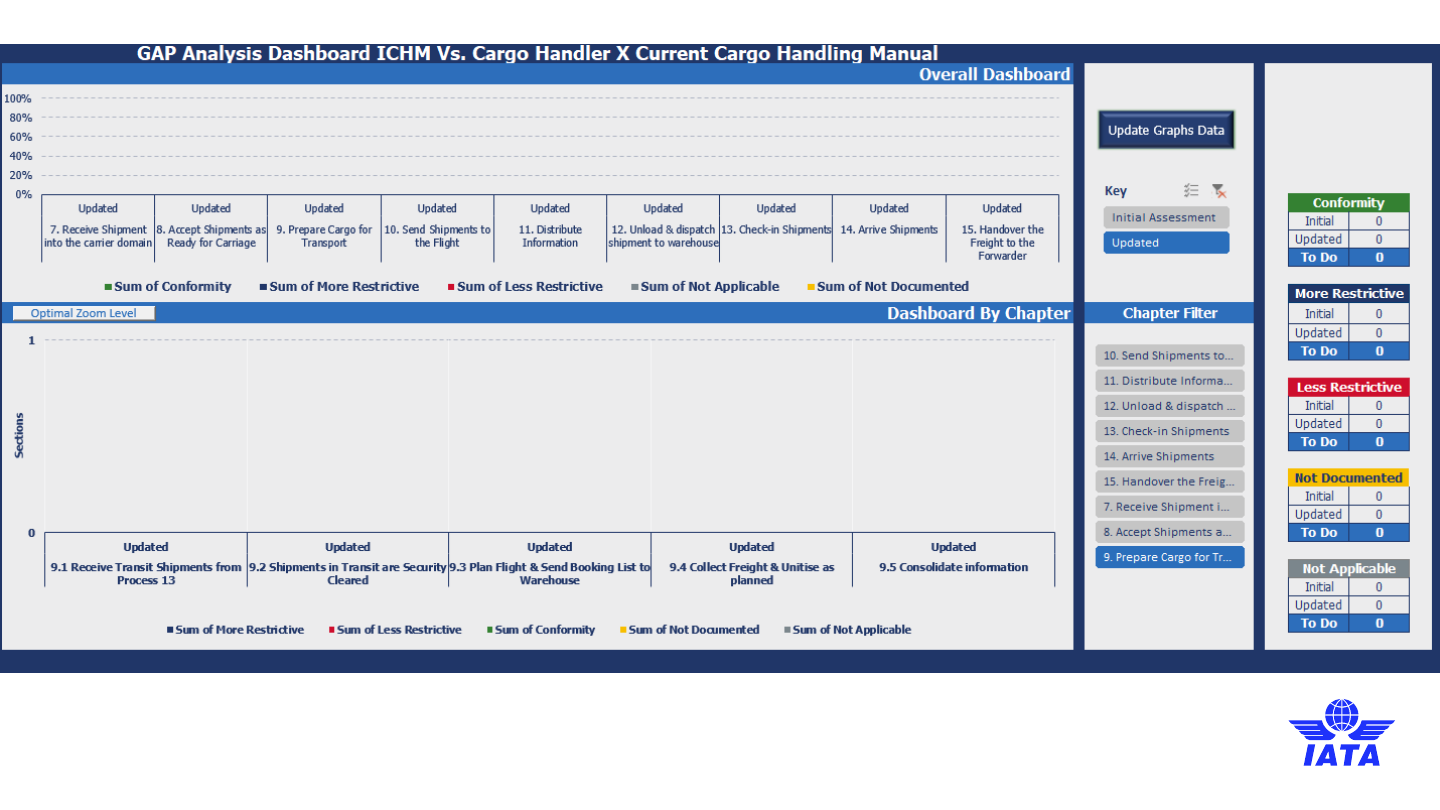 GAP Analysis Dashboard ICHM Vs. Cargo Handler X Current Cargo Handling Manual
Overall Dashboard
100%
80%
60%
40%
20%
0%
Updated Updated Updated Updated Updated Updated Updated Updated Updated
7. Receive Shipment into the carrier domain
8. Accept Shipments as Ready for Carriage
9. Prepare Cargo for Transport
10. Send Shipments to the Flight
11. Distribute Information
12. Unload & dispatch shipment to warehouse
13. Check-in Shipments
14. Arrive Shipments
15. Handover the Freight to the Forwarder
Sum of Conformity Sum of More Restrictive Sum of Less Restrictive Sum of Not Applicable Sum of Not Documented
Optimal Zoom Level
Dashboard By Chapter
1
Sections
0
Updated Updated Updated Updated Updated
9.1 Receive Transit Shipments from Process 13
9.2 Shipments in Transit are Security Cleared
9.3 Plan Flight & Send Booking List to Warehouse
9.4 Collect Freight & Unitise as planned
9.5 Consolidate information
Sum of More Restrictive Sum of Less Restrictive Sum of Conformity Sum of Not Documented Sum of Not Applicable
Update Graphs Data
Key
Initial Assessment
Updated
Chapter Filter
10. Send Shipments to...
11. Distribute Informa...
12. Unload & dispatch ...
13. Check-in Shipments
14. Arrive Shipments
15. Handover the Freig...
7. Receive Shipment i...
8. Accept Shipments a...
9. Prepare Cargo for Tr...
Conformity
Initial 0
Updated 0
To Do 0
More Restrictive
Initial 0
Updated 0
To Do 0
Less Restrictive
Initial 0
Updated 0
To Do 0
Not Documented
Initial 0
Updated 0
To Do 0
Not Applicable
Initial 0
Updated 0
To Do 0
IATA